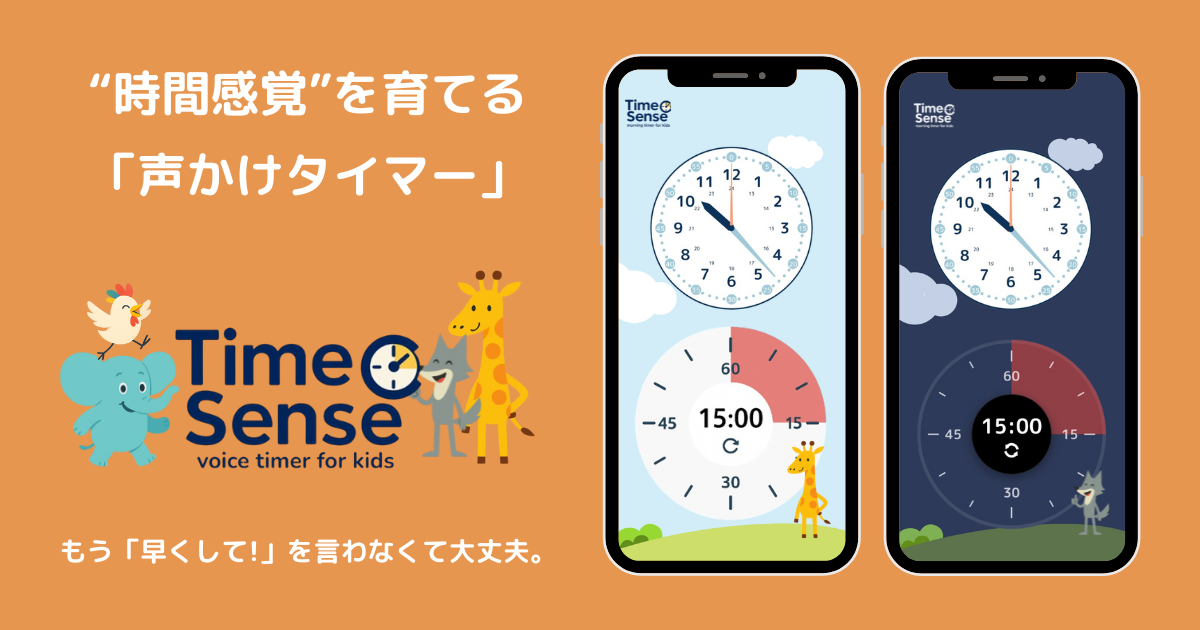 “時間感覚”を育てる
「声かけタイマー」
Time
Sense
voice timer for kids
もう「早くして!」を言わなくて大丈夫。
Time
Sense
morning timer for kids
12
11 1
10 2
9 3
8 4
7 5
6
60
45 15:00 15
30
Time
Sense
morning timer for kids
12
11 1
10 2
9 3
8 4
7 5
6
60
15:00
45 15
30